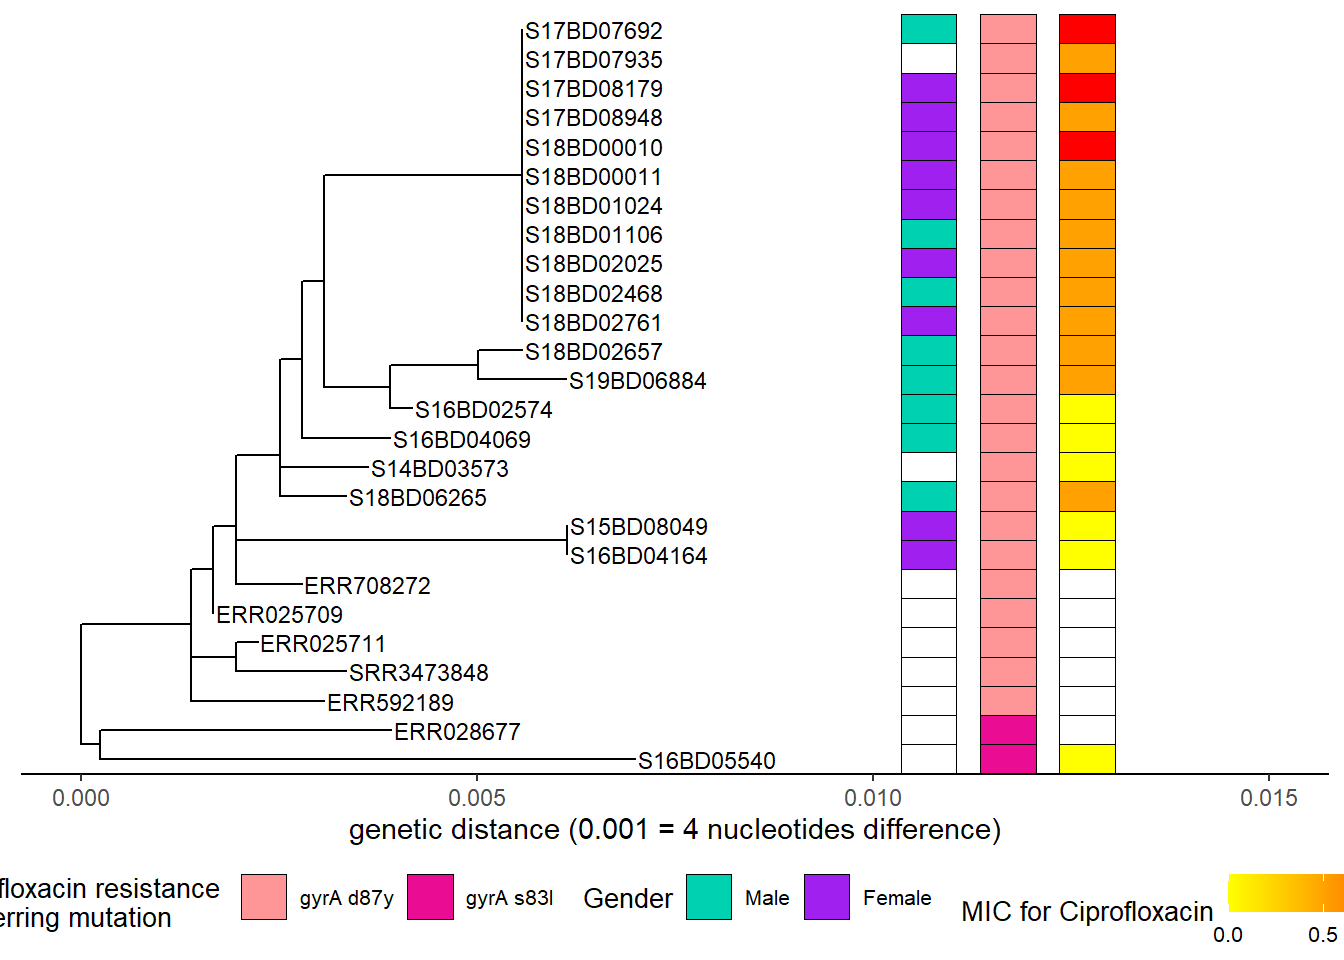 S17BD07692
S17BD07935
S17BD08179
S17BD08948
S18BD00010
S18BD00011
S18BD01024
S18BD01106
S18BD02025
S18BD02468
S18BD02761
S18BD02657
S19BD06884
S16BD02574
S16BD04069
S14BD03573
S18BD06265
S15BD08049
S16BD04164
ERR708272
ERR025709
ERR025711
SRR3473848
ERR592189
ERR028677
S16BD05540
0.000 0.005 0.010 0.015
genetic distance (0.001 = 4 nucleotides difference)
floxacin resistance
erring mutation
gyrA d87y
gyrA s83l
Gender
Male
Female
MIC for Ciprofloxacin
0.0 0.5